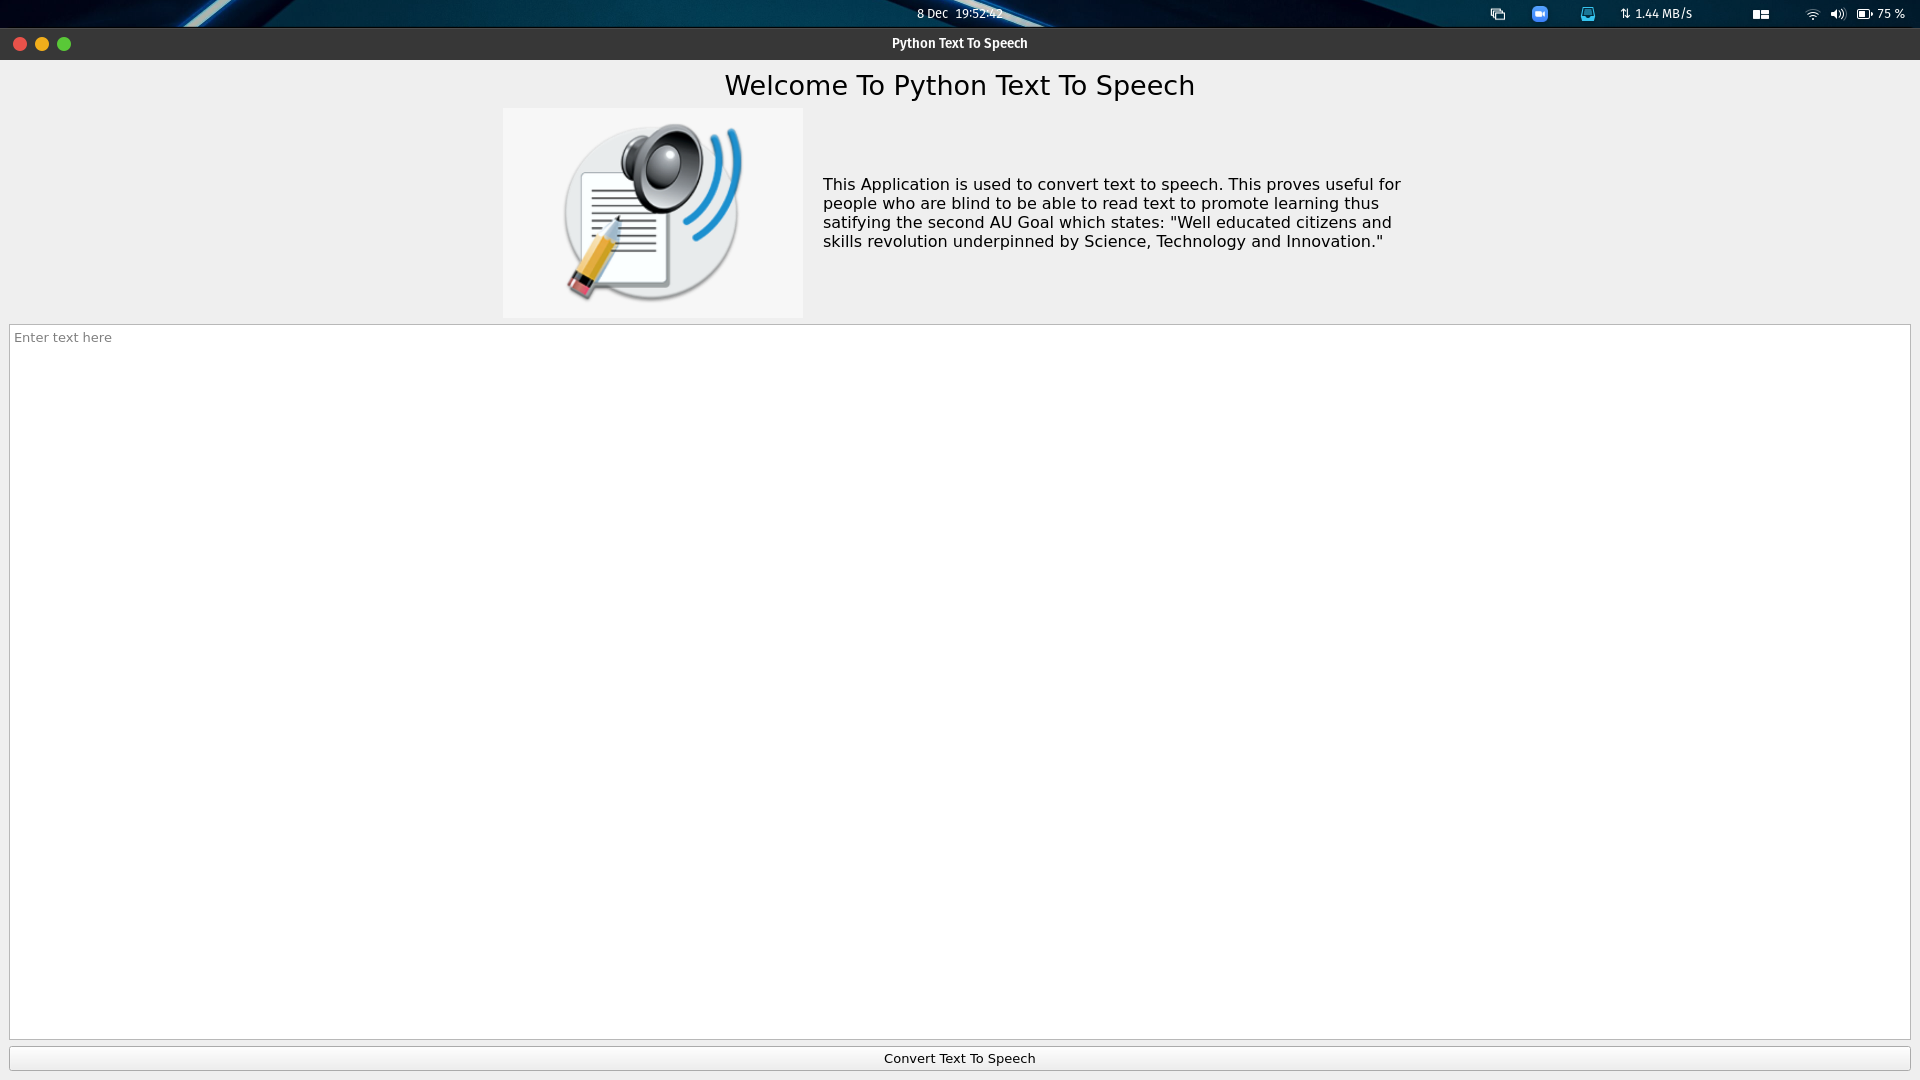 8 Dec 19:52:42
1.44 MB/s
75 %
Python Text To Speech
Welcome To Python Text To Speech
This Application is used to convert text to speech. This proves useful for
people who are blind to be able to read text to promote learning thus
satifying the second AU Goal which states: "Well educated citizens and
skills revolution underpinned by Science, Technology and Innovation."
Enter text here
Convert Text To Speech